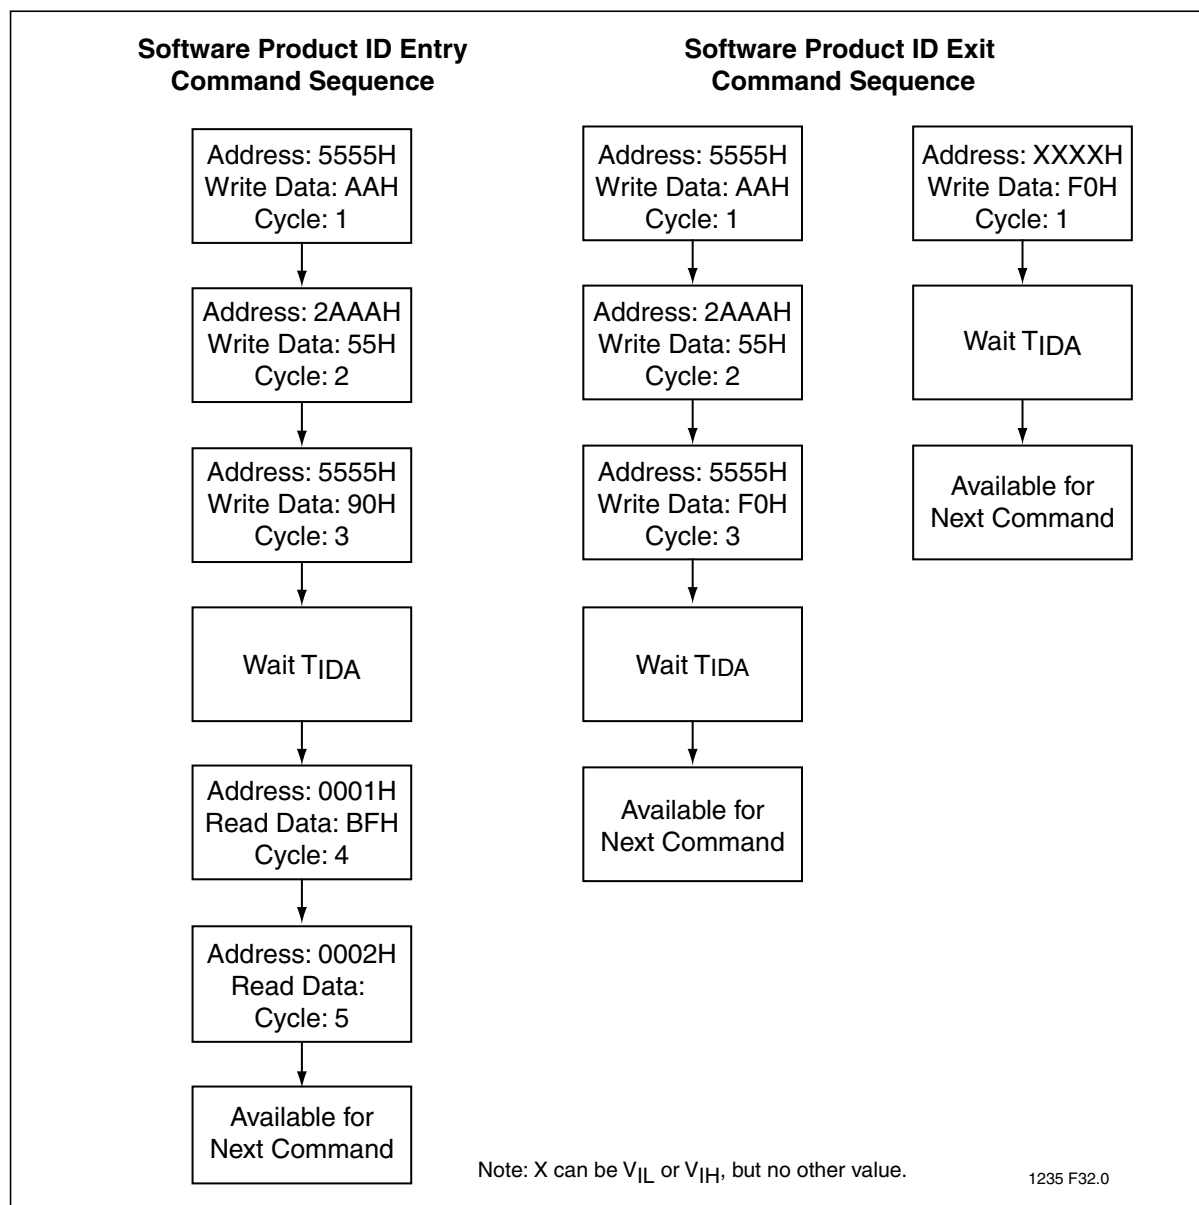 Software Product ID Entry
Command Sequence
Address: 5555H
Write Data: AAH
Cycle: 1
Address: 2AAAH
Write Data: 55H
Cycle: 2
Address: 5555H
Write Data: 90H
Cycle: 3
Wait TIDA
Address: 0001H
Read Data: BFH
Cycle: 4
Address: 0002H
Read Data:
Cycle: 5
Available for
Next Command
Software Product ID Exit
Command Sequence
Address: 5555H
Write Data: AAH
Cycle: 1
Address: 2AAAH
Write Data: 55H
Cycle: 2
Address: 5555H
Write Data: F0H
Cycle: 3
Wait TIDA
Available for
Next Command
Address: XXXXH
Write Data: F0H
Cycle: 1
Wait TIDA
Available for
Next Command
Note: X can be VIL or VIH, but no other value.
1235 F32.0